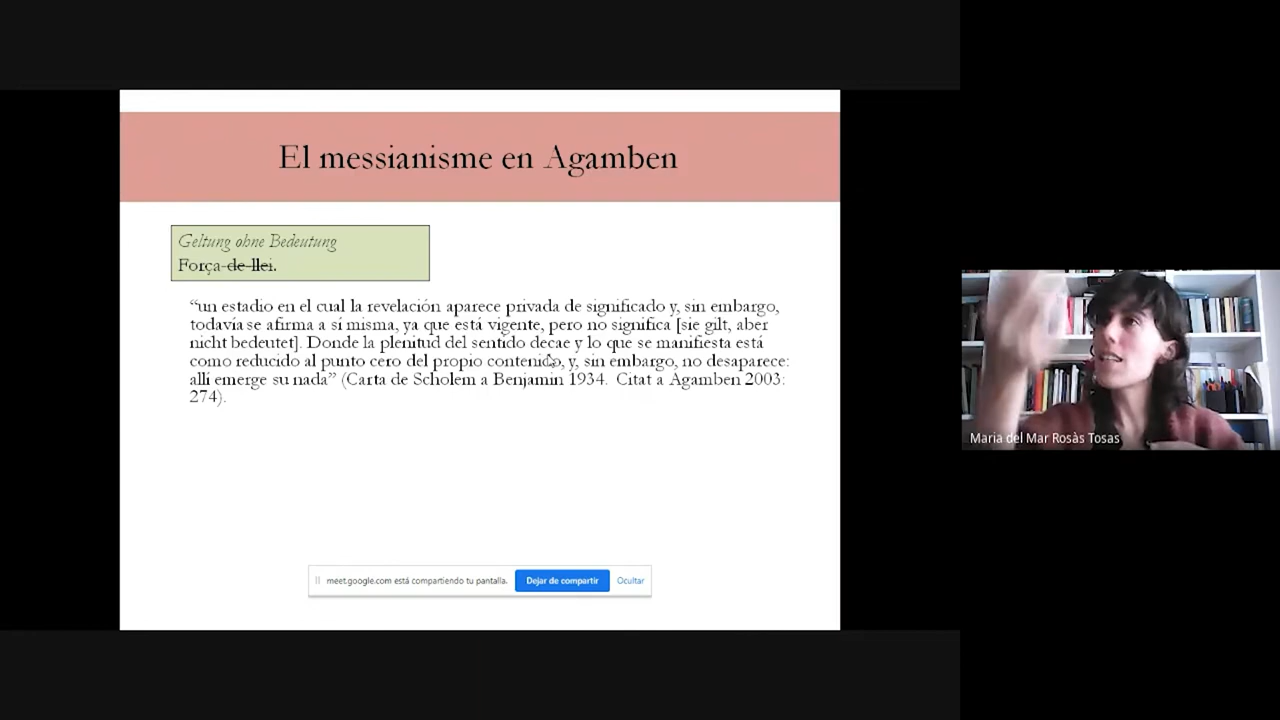 El messianisme en Agamben
Geltung ohne Bedeutung
Força-de-llei.
“un estadio en el cual la revelación aparece privada de significado y, sin embargo,
todavía se afirma a sí misma, ya que está vigente, pero no significa [sie gilt, aber
nicht bedeutet]. Donde la plenitud del sentido decae y lo que se manifiesta está
como reducido al punto cero del propio contenido, y, sin embargo, no desaparece:
allí emerge su nada” (Carta de Scholem a Benjamin 1934. Citat a Agamben 2003:
274).
meet.google.com está compartiendo tu pantalla.
Dejar de compartir
Ocultar
Maria del Mar Rosàs Tosas